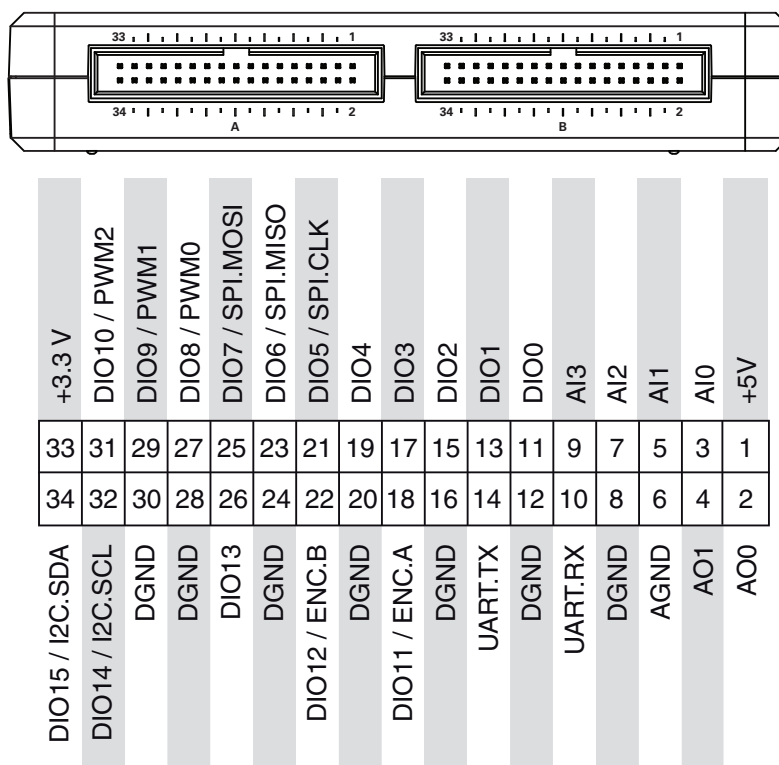 33 1 33 1
34 2 34 2
A B
+3.3 V
DIO10 / PWM2
DIO9 / PWM1
DIO8 / PWM0
DIO7 / SPI.MOSI
DIO6 / SPI.MISO
DIO5 / SPI.CLK
DIO4
DIO3
DIO2
DIO1
DIO0
AI3
AI2
AI1
AI0
+5V
33 31 29 27 25 23 21 19 17 15 13 11 9 7 5 3 1
34 32 30 28 26 24 22 20 18 16 14 12 10 8 6 4 2
DIO15 / I2C.SDA
DIO14 / I2C.SCL
DGND
DGND
DIO13
DGND
DIO12 / ENC.B
DGND
DIO11 / ENC.A
DGND
UART.TX
DGND
UART.RX
DGND
AGND
AO1
AO0